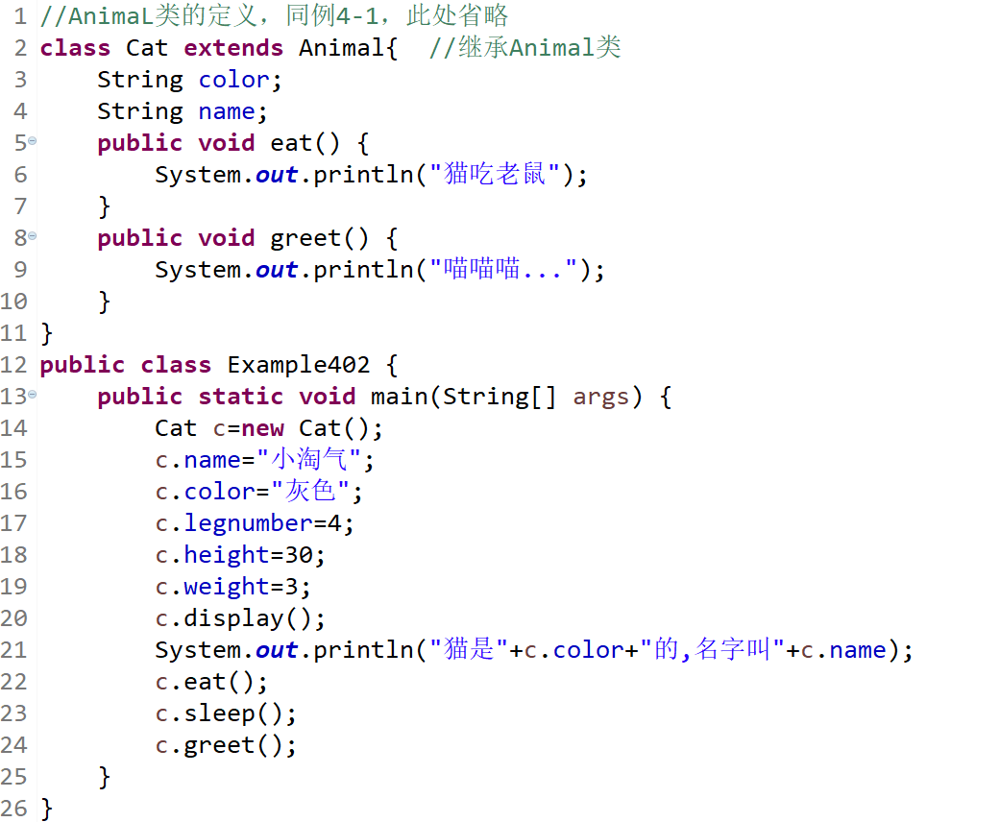 1 //AnimaL类的定义，同例4-1，此处省略
2 class Cat extends Animal{  //继承Animal类
3     String color;
4     String name;
5     public void eat() {
6         System.out.println("猫吃老鼠");
7     }
8     public void greet() {
9         System.out.println("喵喵喵...");
10     }
11 }
12 public class Example402 {
13     public static void main(String[] args) {
14         Cat c=new Cat();
15         c.name="小淘气";
16         c.color="灰色";
17         c.legnumber=4;
18         c.height=30;
19         c.weight=3;
20         c.display();
21         System.out.println("猫是"+c.color+"的,名字叫"+c.name);
22         c.eat();
23         c.sleep();
24         c.greet();
25     }
26 }